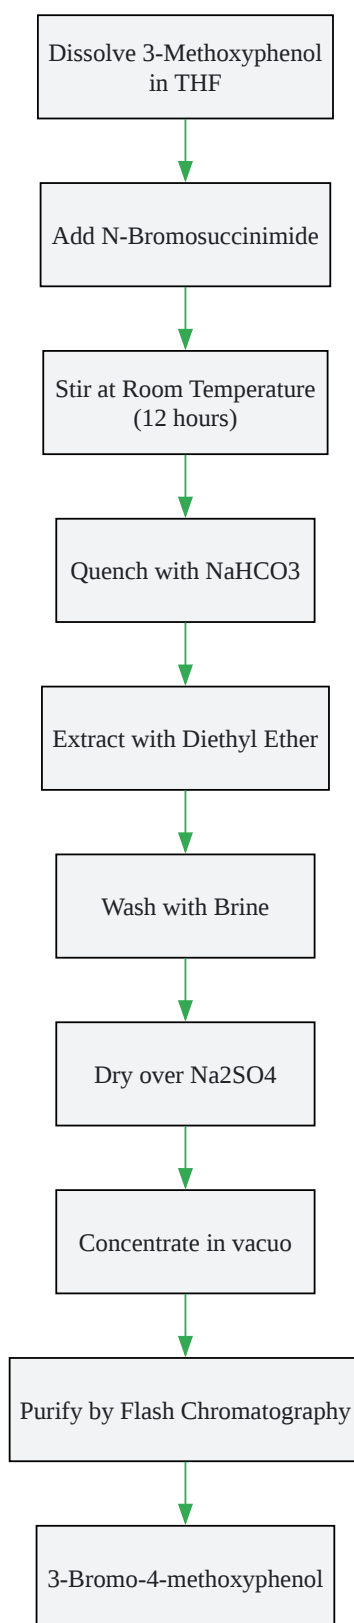 Dissolve 3-Methoxyphenol
in THF
Add N-Bromosuccinimide
Stir at Room Temperature
(12 hours)
Quench with NaHCO3
Extract with Diethyl Ether
Wash with Brine
Dry over Na2SO4
Concentrate in vacuo
Purify by Flash Chromatography
3-Bromo-4-methoxyphenol